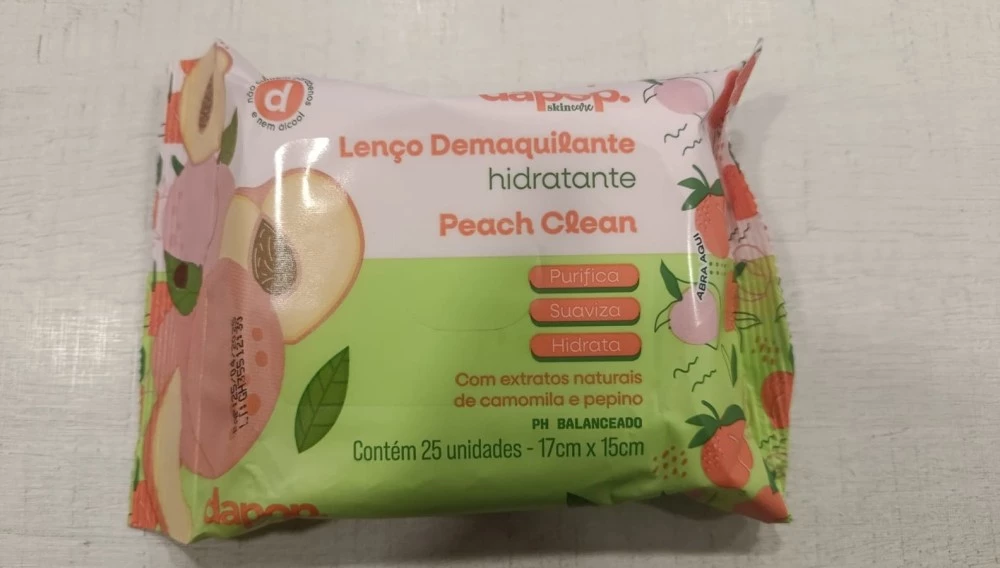 dapop.
skincare
não
d
e nem álcool
Lenço Demaquilante
hidratante
Peach Clean
ABRA AQUI
Purifica
Suaviza
Hidrata
Com extratos naturais
de camomila e pepino
PH BALANCEADO
Contém 25 unidades - 17cm x 15cm
dapop.